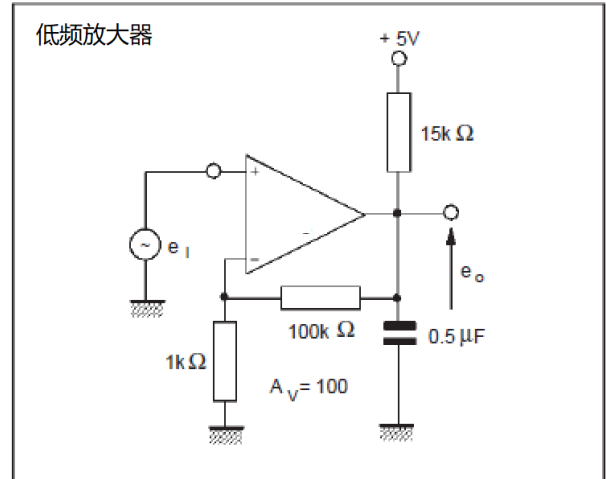 低频放大器
+ 5V
15k Ω
+
-
~
e I
−
e o
100k Ω
0.5 μF
1k Ω
A V = 100